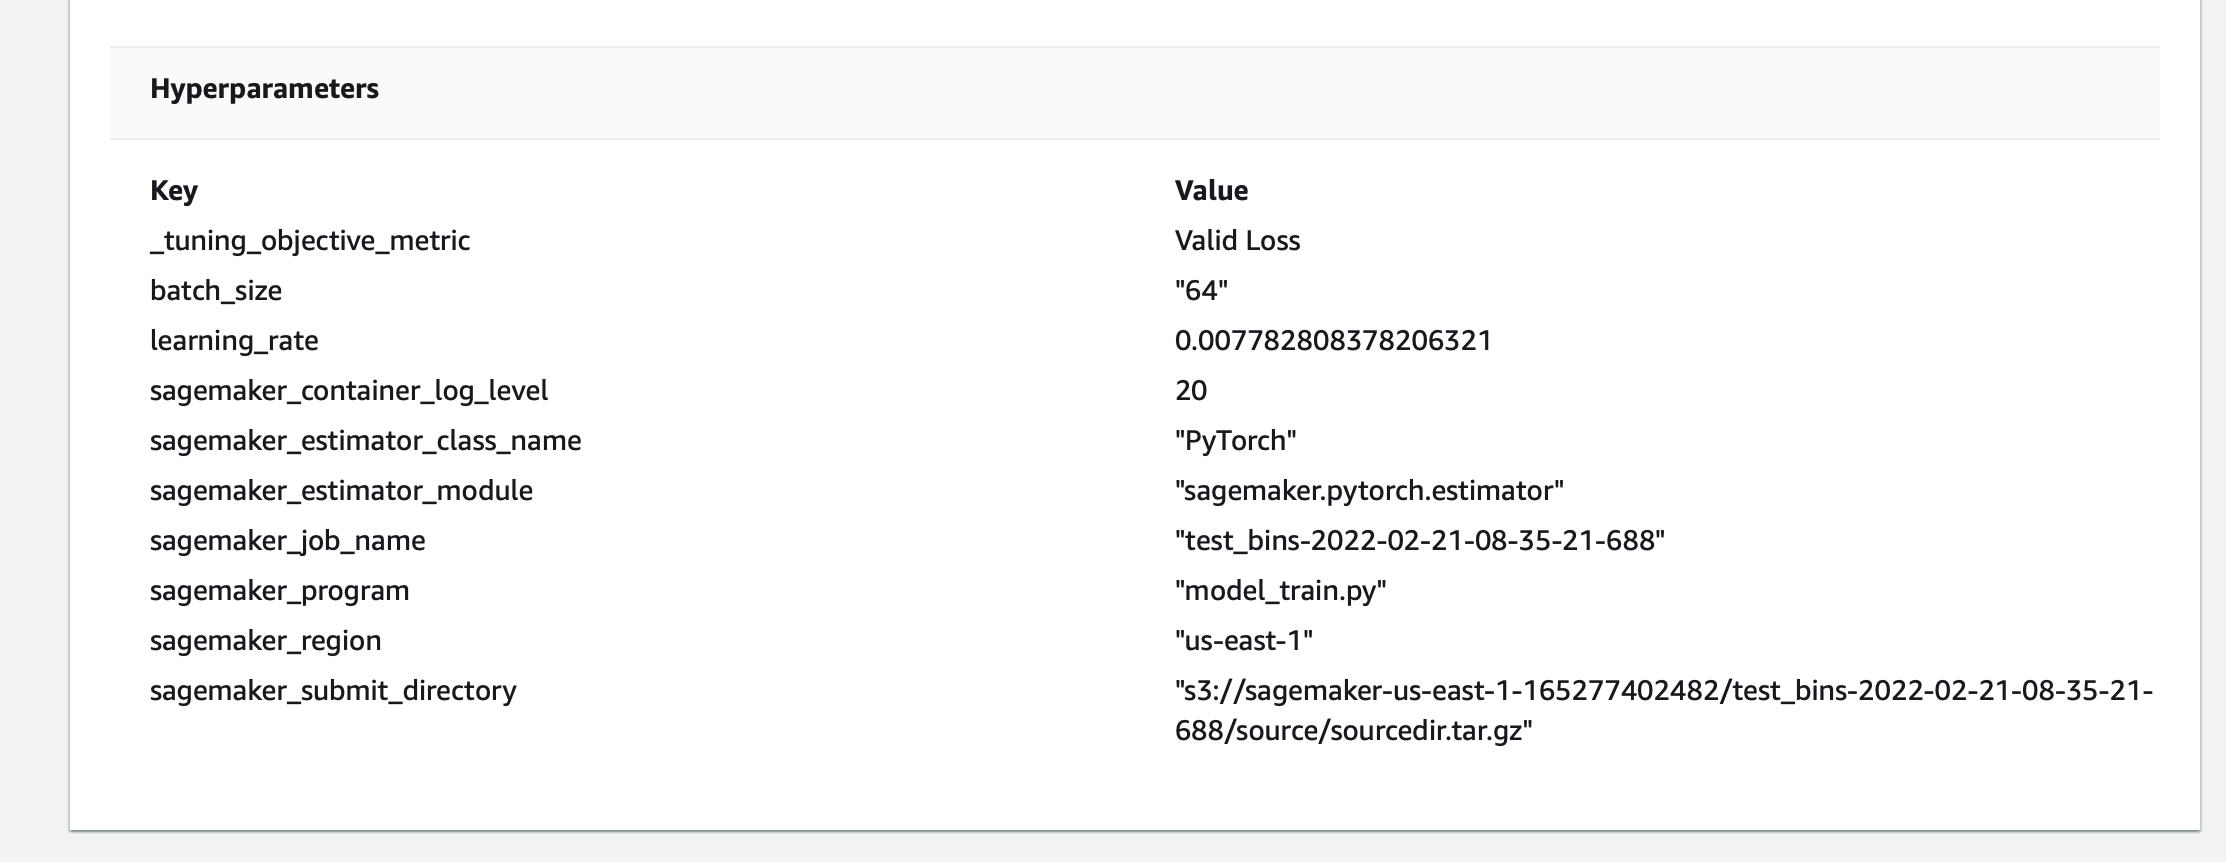 Hyperparameters
Key Value
_tuning_objective_metric Valid Loss
batch_size "64"
learning_rate 0.007782808378206321
sagemaker_container_log_level 20
sagemaker_estimator_class_name "PyTorch"
sagemaker_estimator_module "sagemaker.pytorch.estimator"
sagemaker_job_name "test_bins-2022-02-21-08-35-21-688"
sagemaker_program "model_train.py"
sagemaker_region "us-east-1"
sagemaker_submit_directory "s3://sagemaker-us-east-1-165277402482/test_bins-2022-02-21-08-35-21-
688/source/sourcedir.tar.gz"